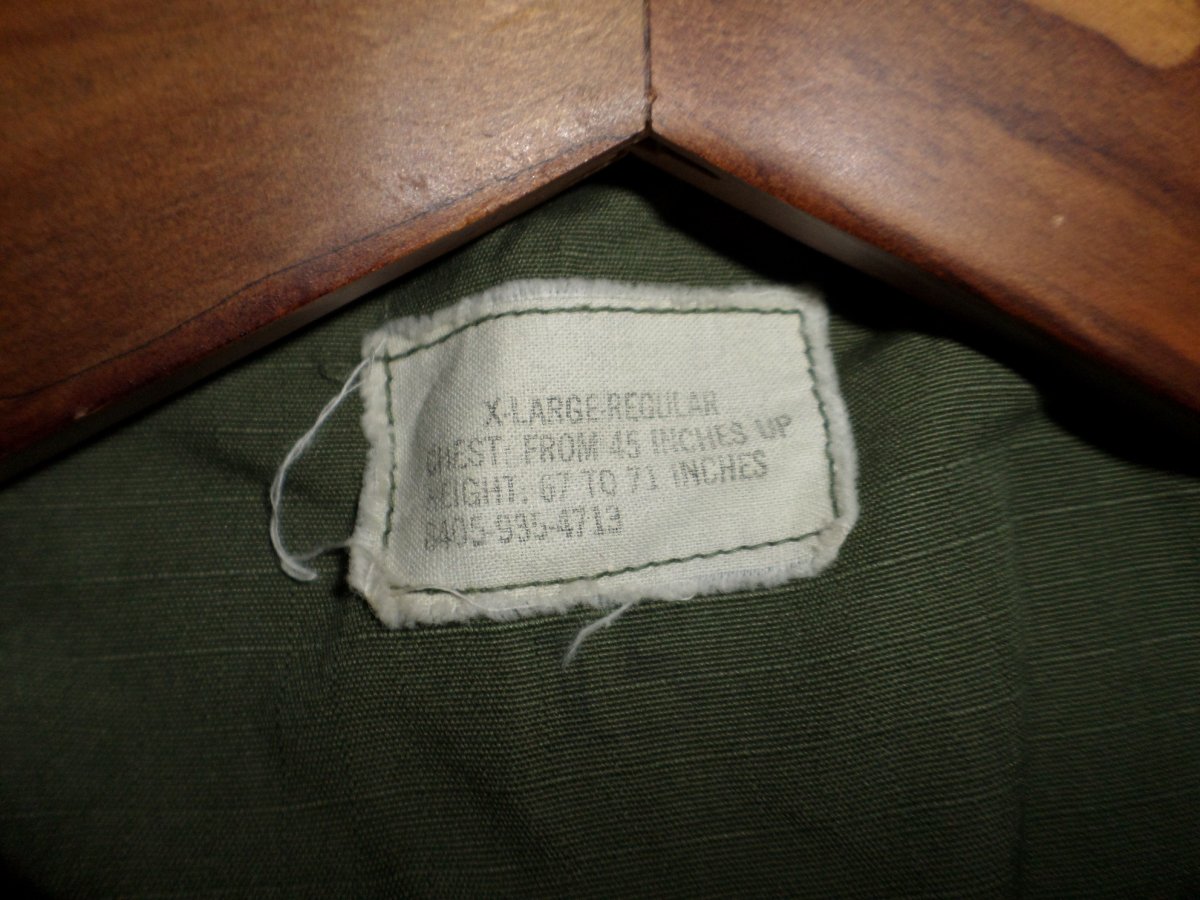 X-LARGE-REGULAR
CHEST: FROM 45 INCHES UP
HEIGHT: 67 TO 71 INCHES
8405-935-4713